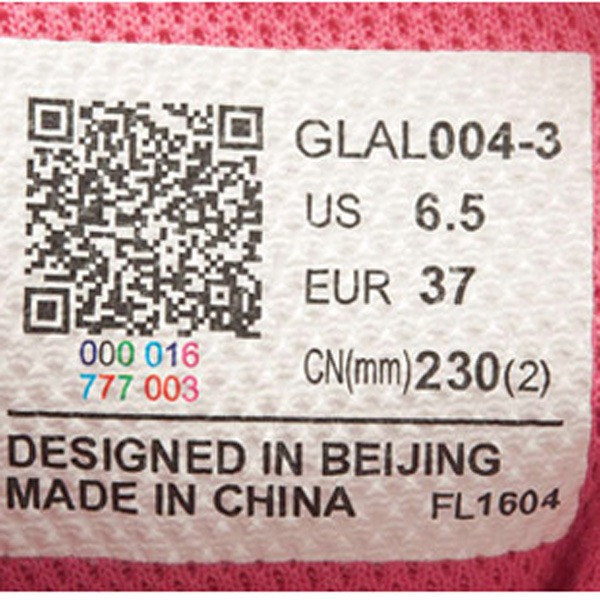 GLAL004-3
US 6.5
EUR 37
CN(mm)230(2)
000 016
777 003
DESIGNED IN BEIJING
MADE IN CHINA FL1604